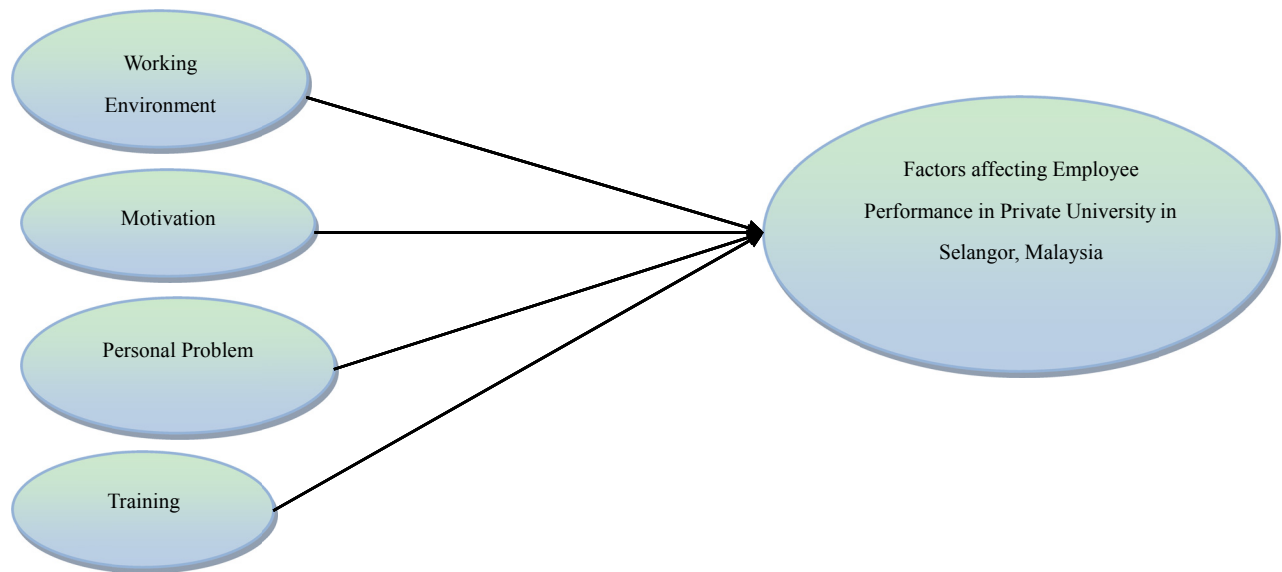 Working
Environment
Motivation
Personal Problem
Training
Factors affecting Employee
Performance in Private University in
Selangor, Malaysia